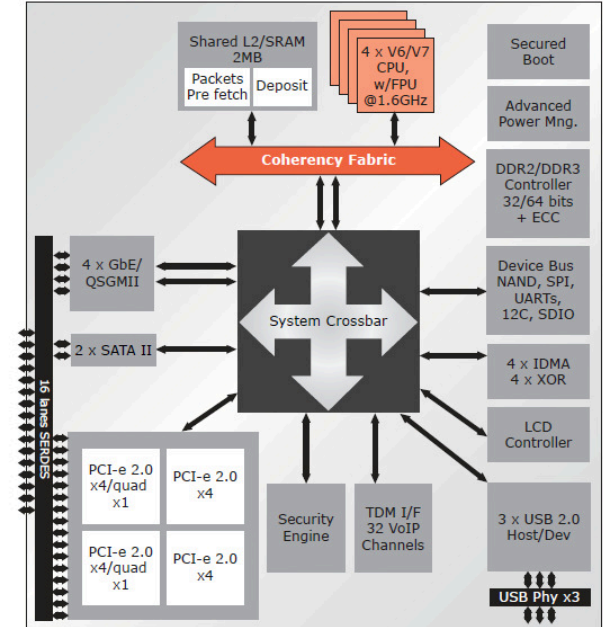 Shared L2/SRAM
2MB
Packets
Pre fetch
Deposit
4 x V6/V7
CPU,
w/FPU
@1.6GHz
Secured
Boot
Advanced
Power Mng.
Coherency Fabric
DDR2/DDR3
Controller
32/64 bits
+ ECC
4 x GbE/
QSGMII
System Crossbar
Device Bus
NAND, SPI,
UARTs,
12C, SDIO
2 x SATA II
4 x IDMA
4 x XOR
16 lanes SERDES
LCD
Controller
PCI-e 2.0
x4/quad
x1
PCI-e 2.0
x4
PCI-e 2.0
x4/quad
x1
PCI-e 2.0
x4
Security
Engine
TDM I/F
32 VoIP
Channels
3 x USB 2.0
Host/Dev
USB Phy x3